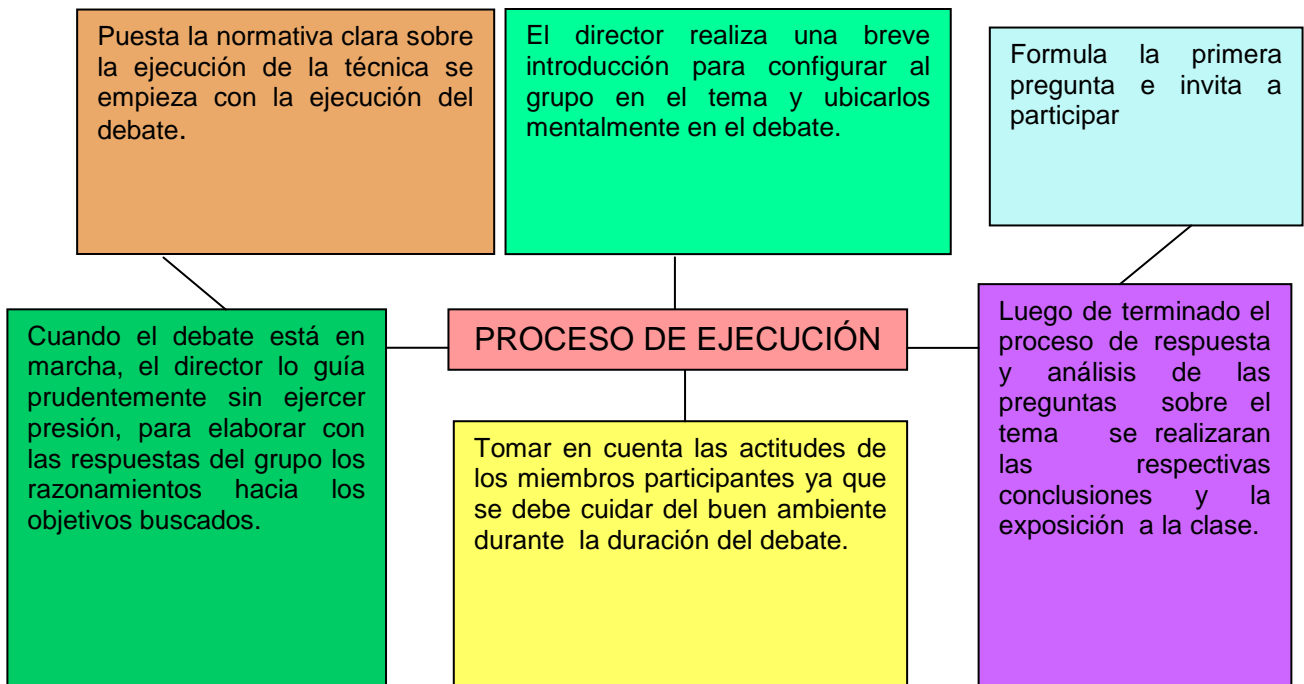 Puesta la normativa clara sobre
la ejecución de la técnica se
empieza con la ejecución del
debate.
El director realiza una breve
introducción para configurar al
grupo en el tema y ubicarlos
mentalmente en el debate.
Formula la primera
pregunta e invita a
participar
Cuando el debate está en
marcha, el director lo guía
prudentemente sin ejercer
presión, para elaborar con
las respuestas del grupo los
razonamientos hacia los
objetivos buscados.
PROCESO DE EJECUCIÓN
Tomar en cuenta las actitudes de
los miembros participantes ya que
se debe cuidar del buen ambiente
durante la duración del debate.
Luego de terminado el
proceso de respuesta
y análisis de las
preguntas sobre el
tema se realizaran
las respectivas
conclusiones y la
exposición a la clase.